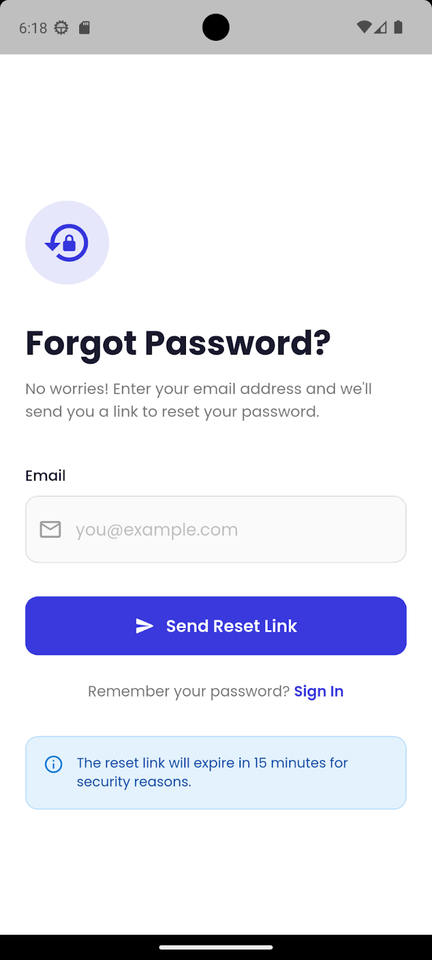 6:18
Forgot Password?
No worries! Enter your email address and we'll
send you a link to reset your password.
Email
you@example.com
Send Reset Link
Remember your password? Sign In
The reset link will expire in 15 minutes for
security reasons.